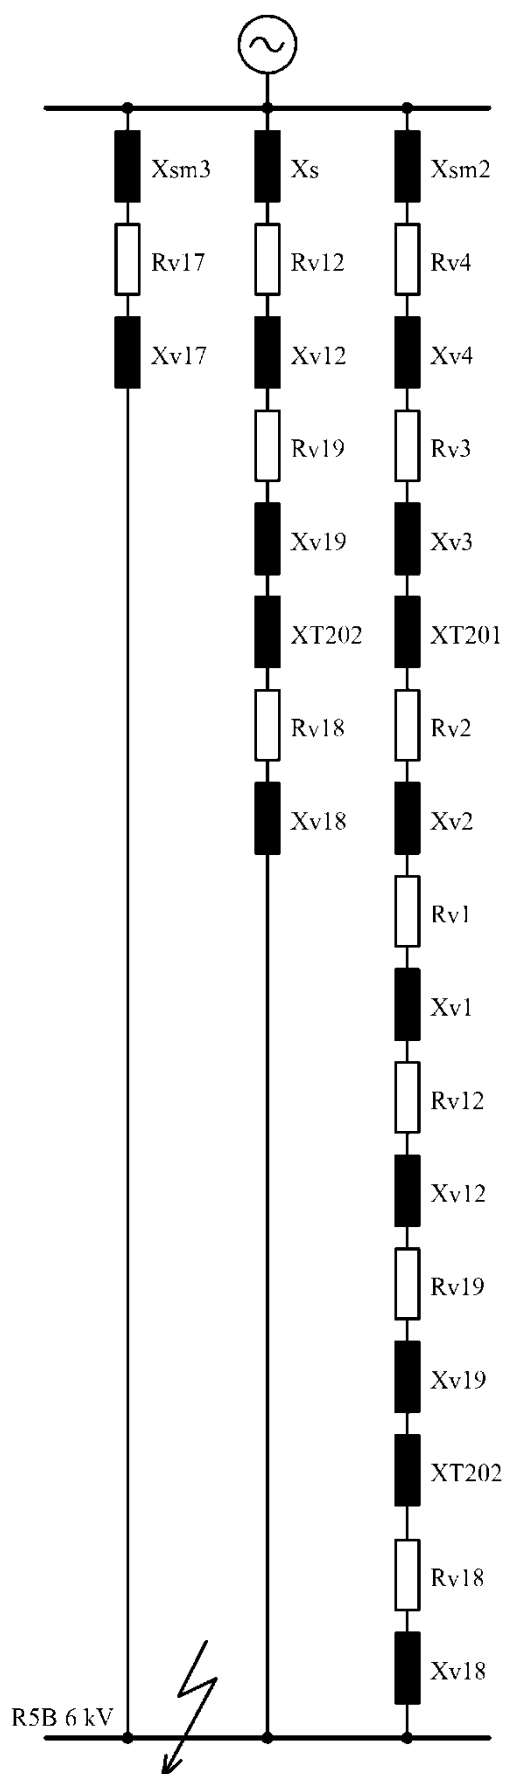 Xsm3 Xs Xsm2
Rv17 Rv12 Rv4
Xv17 Xv12 Xv4
Rv19 Rv3
Xv19 Xv3
XT202 XT201
Rv18 Rv2
Xv18 Xv2
Rv1
Xv1
Rv12
Xv12
Rv19
Xv19
XT202
Rv18
Xv18
R5B 6 kV